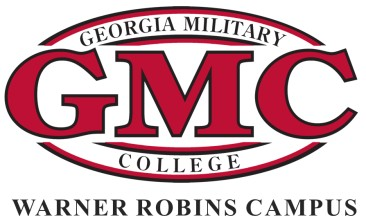 GEORGIA MILITARY
GMC
COLLEGE
WARNER ROBINS CAMPUS